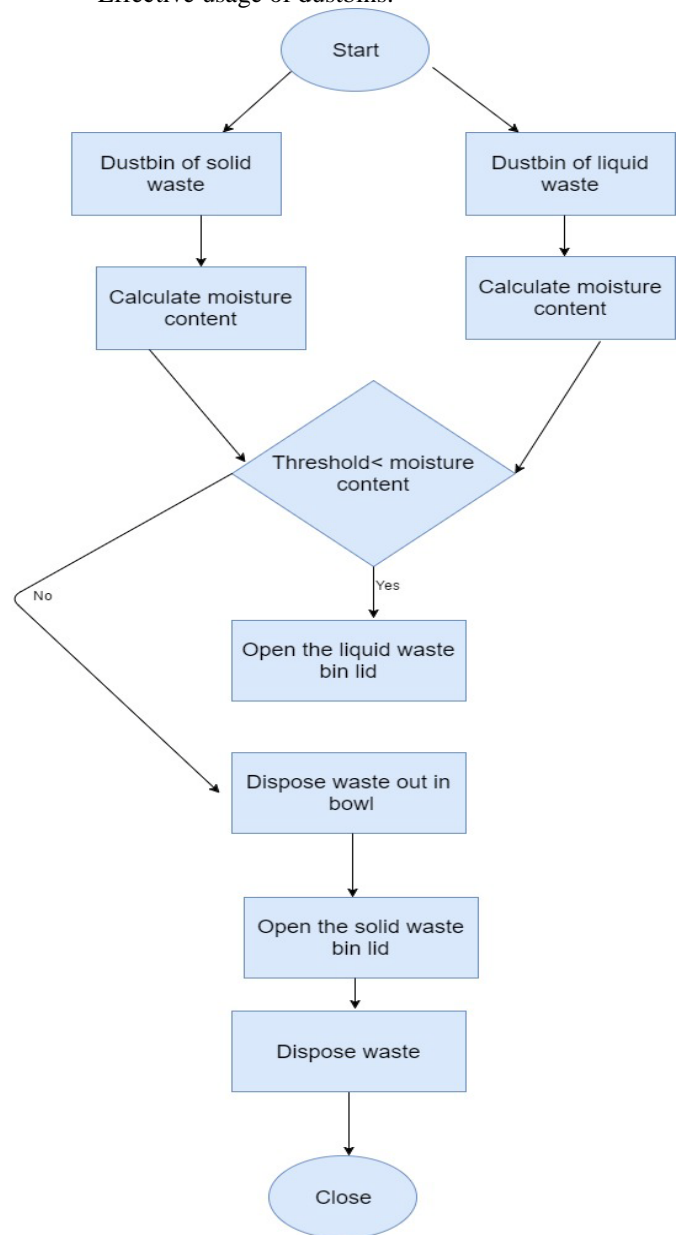 Effective usage of dustbins.
Start
Dustbin of solid
waste
Dustbin of liquid
waste
Calculate moisture
content
Calculate moisture
content
Threshold< moisture
content
Yes
No
Open the liquid waste
bin lid
Dispose waste out in
bowl
Open the solid waste
bin lid
Dispose waste
Close